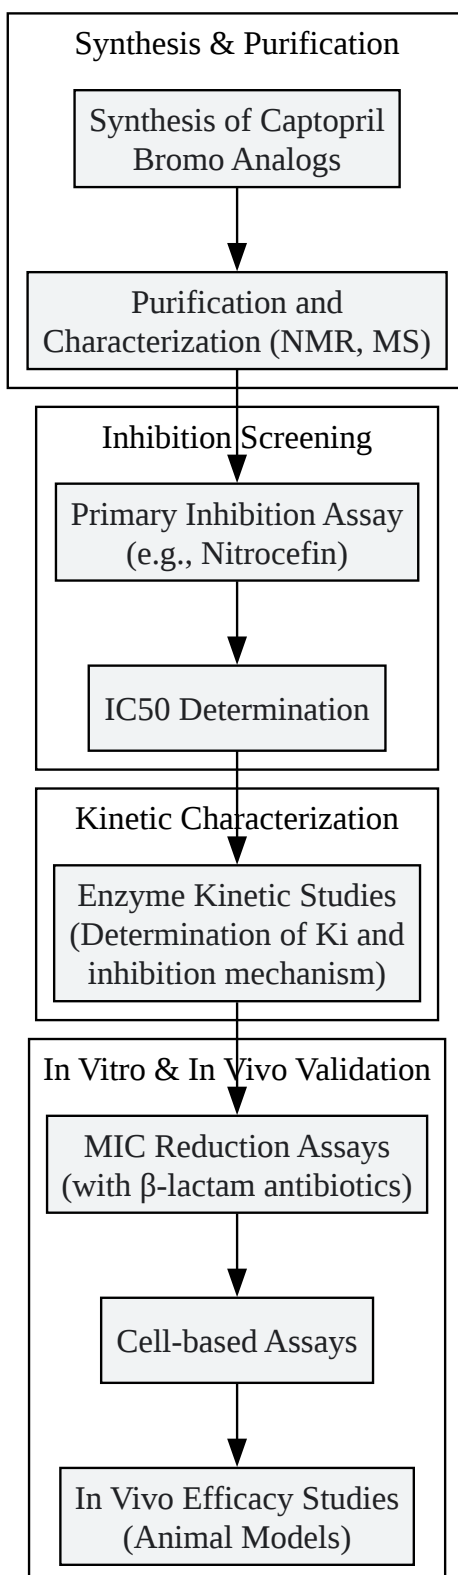 Synthesis & Purification
Synthesis of Captopril
Bromo Analogs
Purification and
Characterization (NMR, MS)
Inhibition Screening
Primary Inhibition Assay
(e.g., Nitrocefin)
IC50 Determination
Kinetic Characterization
Enzyme Kinetic Studies
(Determination of Ki and
inhibition mechanism)
In Vitro & In Vivo Validation
MIC Reduction Assays
(with β-lactam antibiotics)
Cell-based Assays
In Vivo Efficacy Studies
(Animal Models)